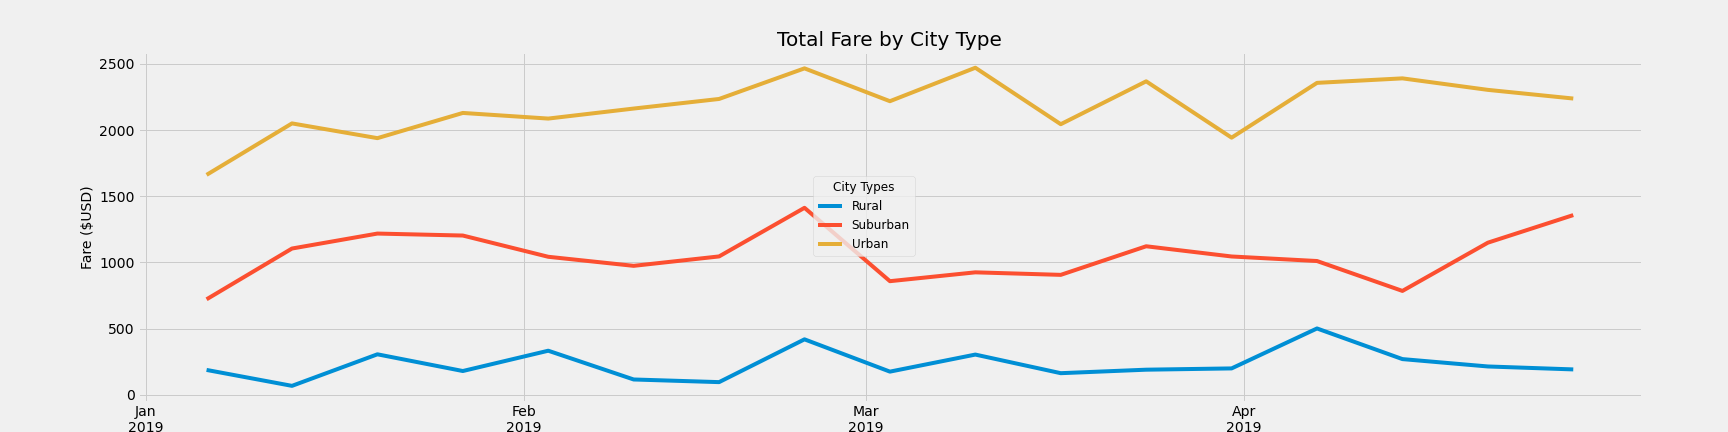 Total Fare by City Type
Fare ($USD)
2500
2000
1500
1000
500
0
City Types
Rural
Suburban
Urban
Jan
2019
Feb
2019
Mar
2019
Apr
2019